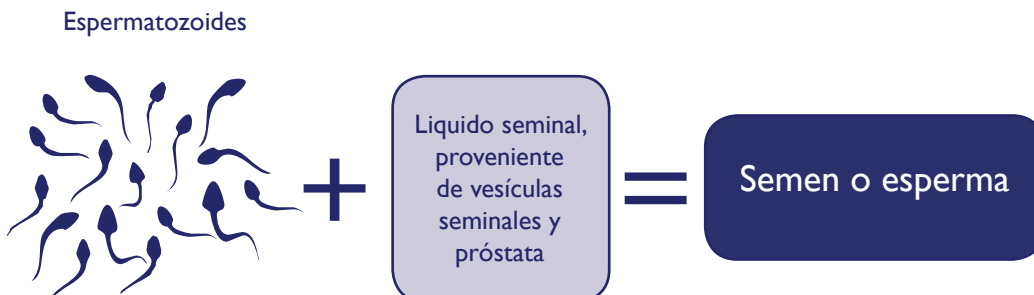 Espermatozoides
Liquido seminal,
proveniente
de vesículas
seminales y
próstata
Semen o esperma